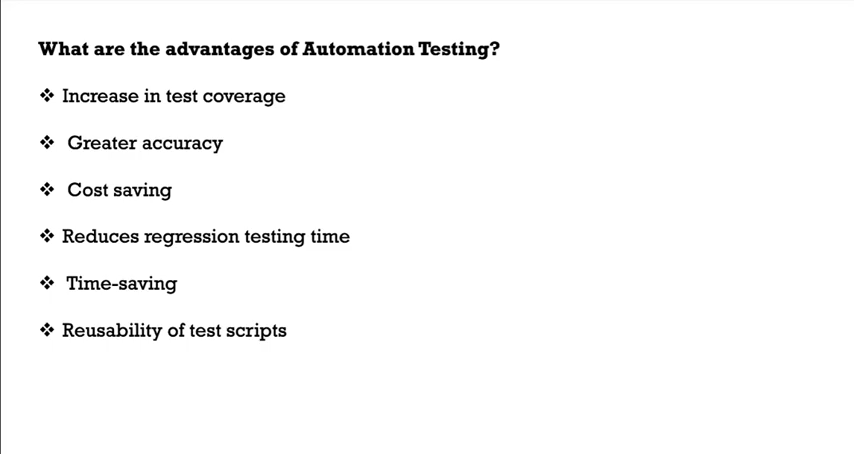 What are the advantages of Automation Testing?
❖ Increase in test coverage
❖ Greater accuracy
❖ Cost saving
❖ Reduces regression testing time
❖ Time-saving
❖ Reusability of test scripts